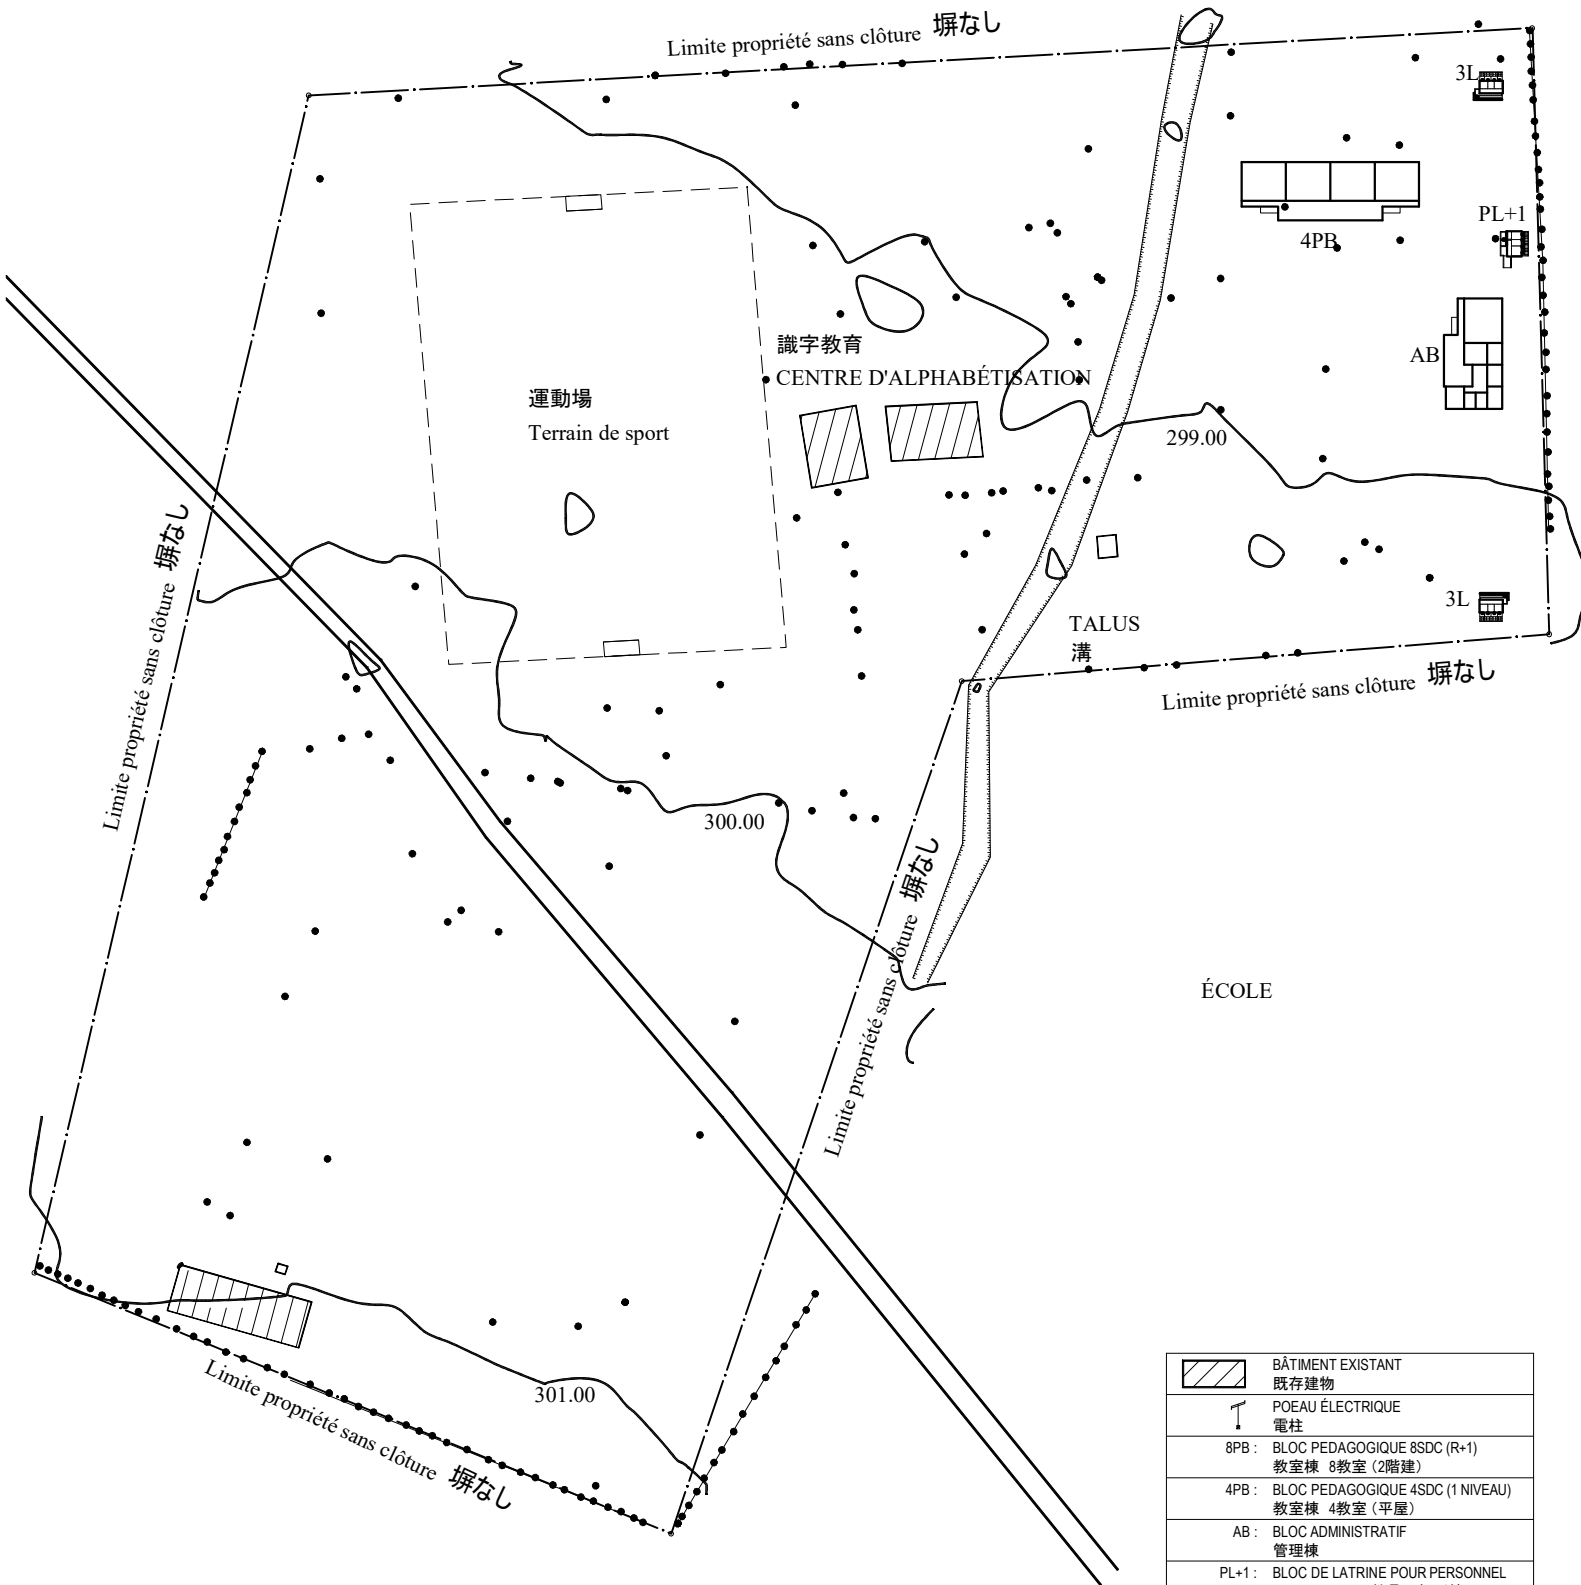 Limite propriété sans clôture 塀なし
3L
PL+1
4PB
識字教育
CENTRE D'ALPHABÉTISATION
AB
運動場
Terrain de sport
299.00
Limite propriété sans clôture 塀なし
3L
TALUS
溝
Limite propriété sans clôture 塀なし
300.00
Limite propriété sans clôture 塀なし
ÉCOLE
301.00
Limite propriété sans clôture 塀なし
BÂTIMENT EXISTANT
既存建物
POEAU ÉLECTRIQUE
電柱
8PB : BLOC PEDAGOGIQUE 8SDC (R+1)
教室棟 8教室（2階建）
4PB : BLOC PEDAGOGIQUE 4SDC (1 NIVEAU)
教室棟 4教室（平屋）
AB : BLOC ADMINISTRATIF
管理棟
PL+1 : BLOC DE LATRINE POUR PERSONNEL